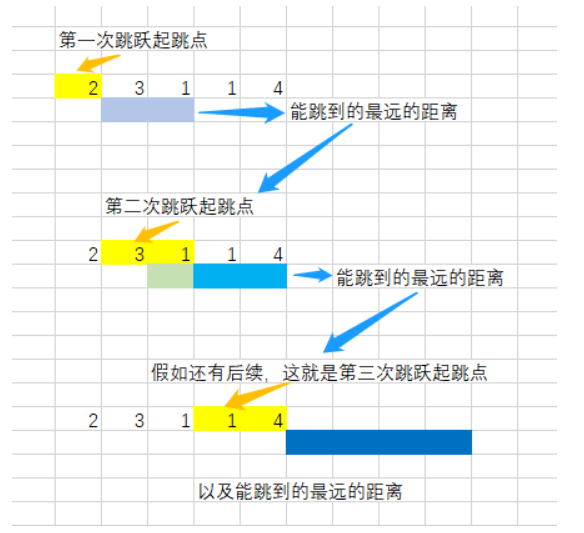 第一次跳跃起跳点
2 3 1 1 4
能跳到的最远的距离
第二次跳跃起跳点
2 3 1 1 4
能跳到的最远的距离
假如还有后续，这就是第三次跳跃起跳点
2 3 1 1 4
以及能跳到的最远的距离